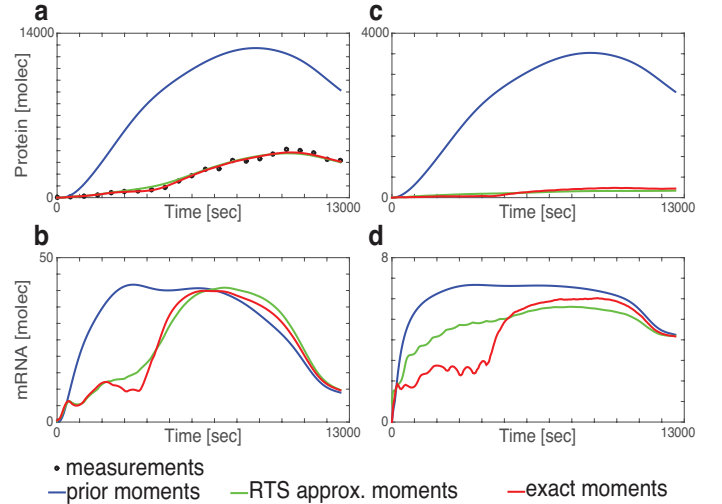 a
14000
Protein [molec]
0
0
Time [sec]
13000
c
4000
0
0
Time [sec]
13000
b
50
mRNA [molec]
0
0
Time [sec]
13000
d
8
0
0
Time [sec]
13000
measurements
prior moments
RTS approx. moments
exact moments